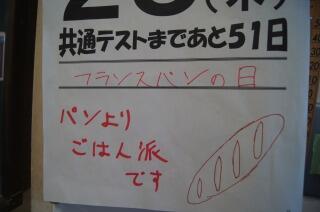 (木)
共通テストまであと51日
フランスパンの日
パンより
ごはん派
です